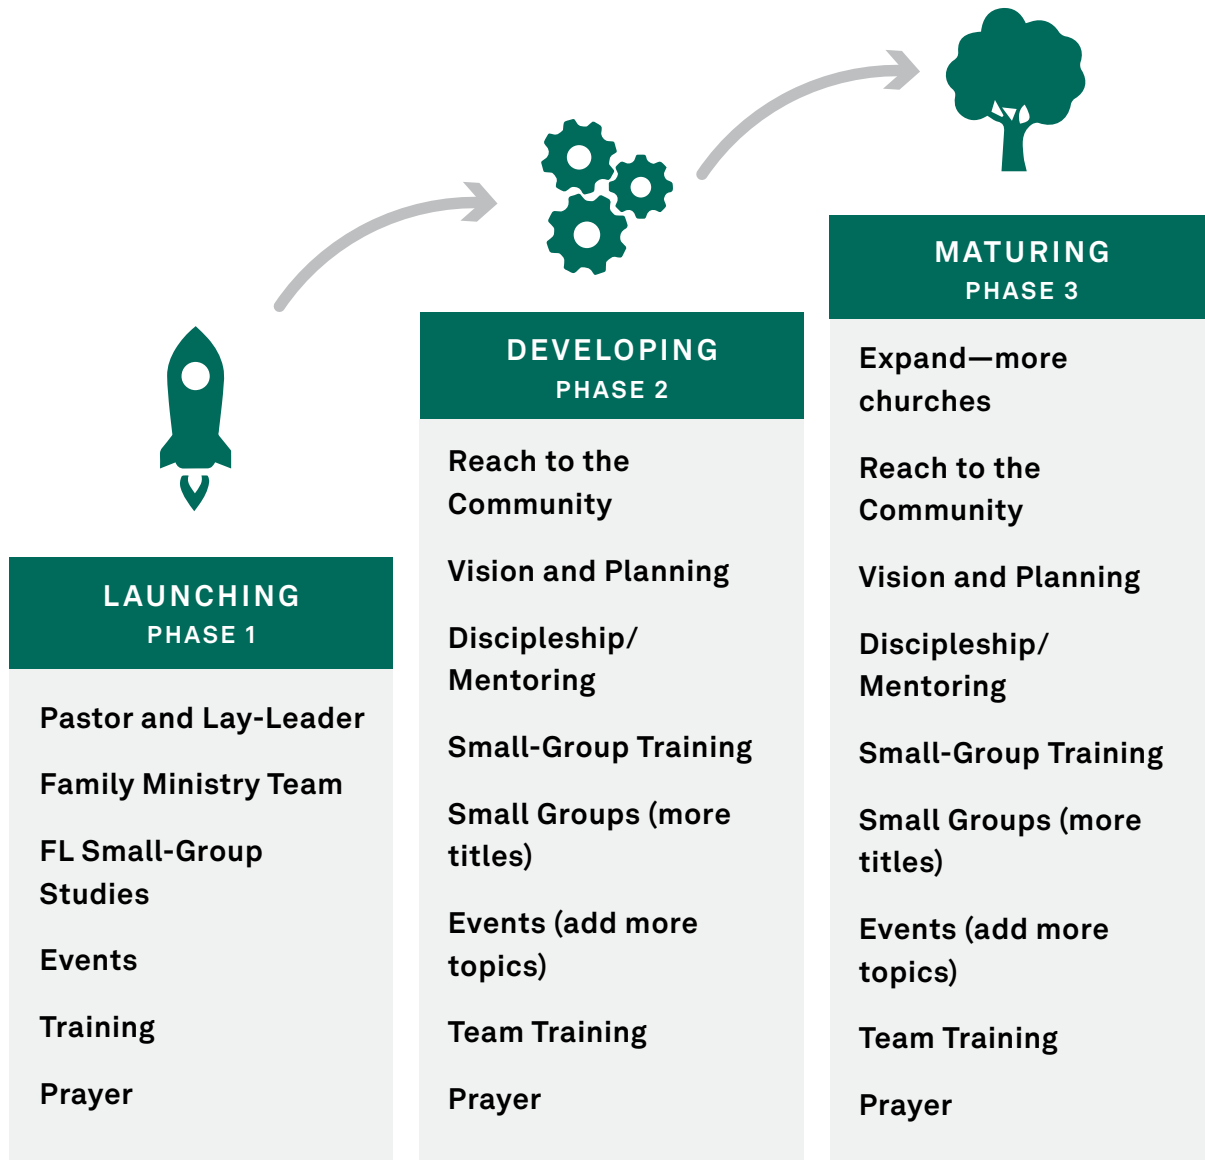 LAUNCHING
PHASE 1
Pastor and Lay-Leader
Family Ministry Team
FL Small-Group
Studies
Events
Training
Prayer
DEVELOPING
PHASE 2
Reach to the
Community
Vision and Planning
Discipleship/
Mentoring
Small-Group Training
Small Groups (more
titles)
Events (add more
topics)
Team Training
Prayer
MATURING
PHASE 3
Expand—more
churches
Reach to the
Community
Vision and Planning
Discipleship/
Mentoring
Small-Group Training
Small Groups (more
titles)
Events (add more
topics)
Team Training
Prayer